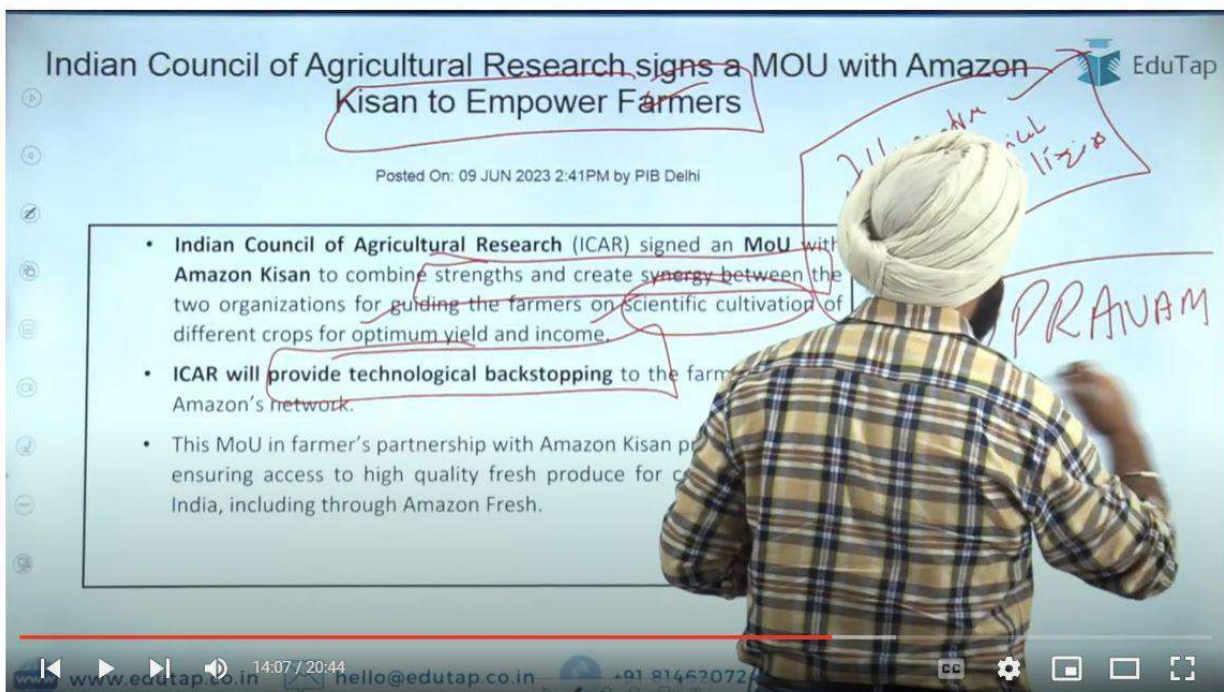 Indian Council of Agricultural Research signs a MOU with Amazon
Kisan to Empower Farmers
EduTap
Posted On: 09 JUN 2023 2:41PM by PIB Delhi
• Indian Council of Agricultural Research (ICAR) signed an MoU with
Amazon Kisan to combine strengths and create synergy between the
two organizations for guiding the farmers on scientific cultivation of
different crops for optimum yield and income.
PRANAM
• ICAR will provide technological backstopping to the farm
Amazon's network.
• This MoU in farmer's partnership with Amazon Kisan
ensuring access to high quality fresh produce for
India, including through Amazon Fresh.
14:07 / 20:44
CC
www.edutap.co.in hello@edutap.co.in +91 81462072